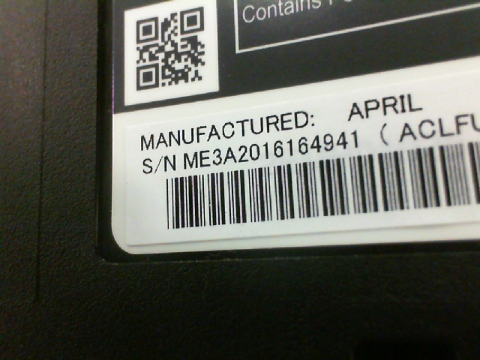 Contains
MANUFACTURED: APRIL
S/N ME3A2016164941 ( ACLFU